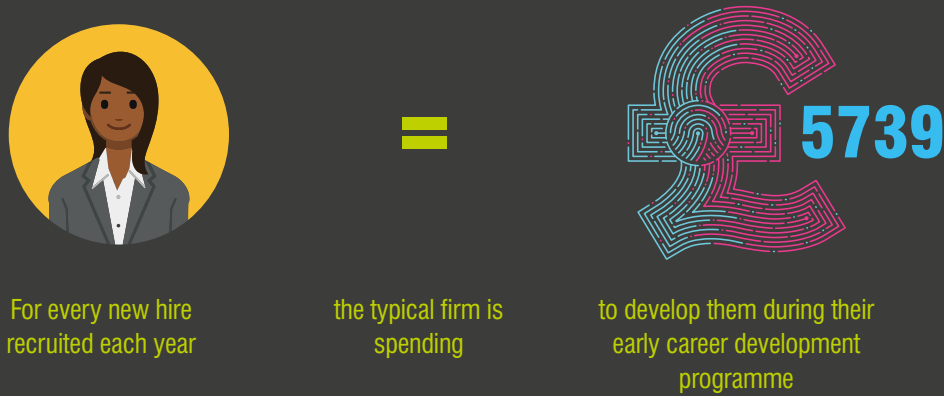 =
£ 5739
For every new hire
recruited each year
the typical firm is
spending
to develop them during their
early career development
programme